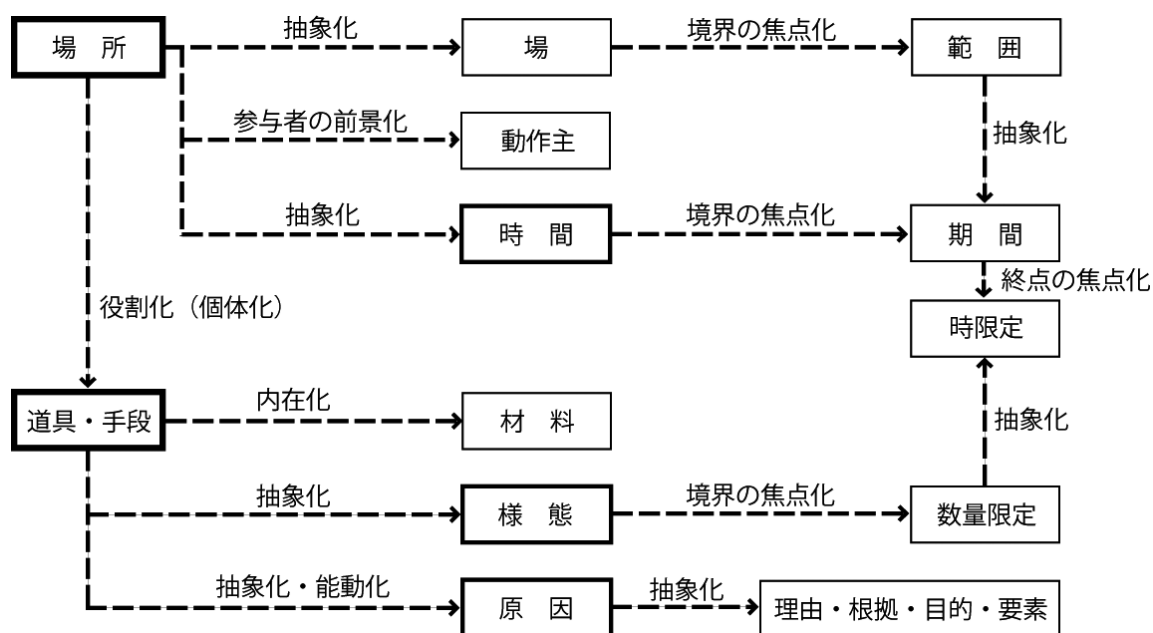 抽象化
境界の焦点化
場　所
場
範　囲
参与者の前景化
抽象化
動作主
抽象化
境界の焦点化
時　間
期　間
終点の焦点化
役割化（個体化）
時限定
内在化
道具・手段
材　料
抽象化
抽象化
境界の焦点化
様　態
数量限定
抽象化・能動化
抽象化
原　因
理由・根拠・目的・要素